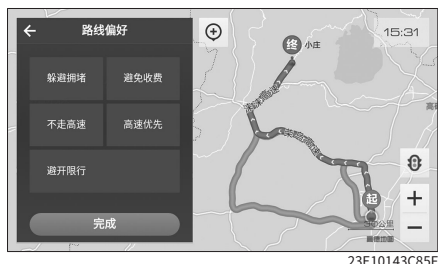 路线偏好
15:31
终 小庄
躲避拥堵 避免收费
不走高速 高速优先
避开限行
起
完成
23E10143C85E